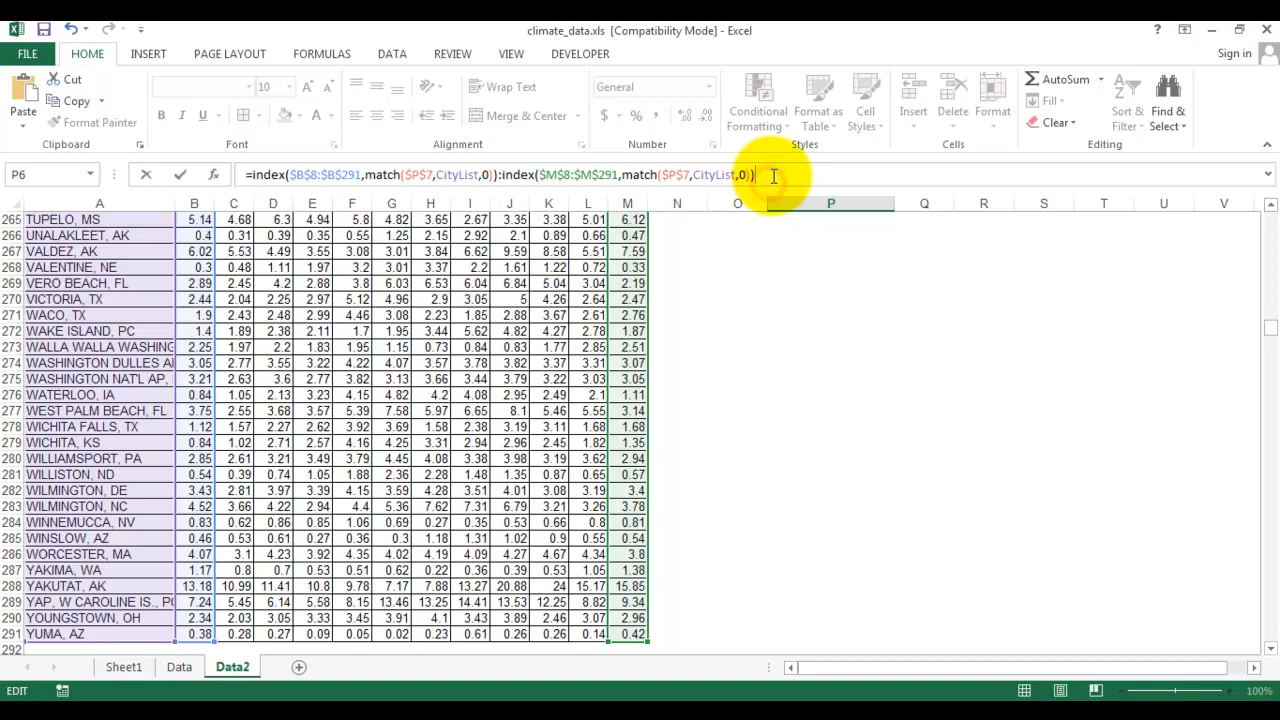 climate_data.xls [Compatibility Mode] - Excel
FILE HOME INSERT PAGE LAYOUT FORMULAS DATA REVIEW VIEW DEVELOPER Sign in
Paste
Cut
Copy
Format Painter
Clipboard
10
B I U
Font
Wrap Text
Merge & Center
Alignment
General
$ % ,
Number
Conditional Formatting
Format as Table
Cell Styles
Styles
Insert Delete Format
Cells
AutoSum
Fill
Clear
Sort & Filter
Find & Select
Editing
P6 =index($B$8:$B$291,match($P$7,CityList,0)):index($M$8:$M$291,match($P$7,CityList,0))
A B C D E F G H I J K L M N O P Q R S T U V
265 TUPELO, MS 5.14 4.68 6.3 4.94 5.8 4.82 3.65 2.67 3.35 3.38 5.01 6.12
266 UNALAKLEET, AK 0.4 0.31 0.39 0.35 0.55 1.25 2.15 2.92 2.1 0.89 0.66 0.47
267 VALDEZ, AK 6.02 5.53 4.49 3.55 3.08 3.01 3.84 6.62 9.59 8.58 5.51 7.59
268 VALENTINE, NE 0.3 0.48 1.11 1.97 3.2 3.01 3.37 2.2 1.61 1.22 0.72 0.33
269 VERO BEACH, FL 2.89 2.45 4.2 2.88 3.8 6.03 6.53 6.04 6.84 5.04 3.04 2.19
270 VICTORIA, TX 2.44 2.04 2.25 2.97 5.12 4.96 2.9 3.05 5 4.26 2.64 2.47
271 WACO, TX 1.9 2.43 2.48 2.99 4.46 3.08 2.23 1.85 2.88 3.67 2.61 2.76
272 WAKE ISLAND, PC 1.4 1.89 2.38 2.11 1.7 1.95 3.44 5.62 4.82 4.27 2.78 1.87
273 WALLA WALLA WASHING 2.25 1.97 2.2 1.83 1.95 1.15 0.73 0.84 0.83 1.77 2.85 2.51
274 WASHINGTON DULLES AI 3.05 2.77 3.55 3.22 4.22 4.07 3.57 3.78 3.82 3.37 3.31 3.07
275 WASHINGTON NAT'L AP, 3.21 2.63 3.6 2.77 3.82 3.13 3.66 3.44 3.79 3.22 3.03 3.05
276 WATERLOO, IA 0.84 1.05 2.13 3.23 4.15 4.82 4.2 4.08 2.95 2.49 2.1 1.11
277 WEST PALM BEACH, FL 3.75 2.55 3.68 3.57 5.39 7.58 5.97 6.65 8.1 5.46 5.55 3.14
278 WICHITA FALLS, TX 1.12 1.57 2.27 2.62 3.92 3.69 1.58 2.38 3.19 3.11 1.68 1.68
279 WICHITA, KS 0.84 1.02 2.71 2.57 4.16 4.25 3.31 2.94 2.96 2.45 1.82 1.35
280 WILLIAMSPORT, PA 2.85 2.61 3.21 3.49 3.79 4.45 4.08 3.38 3.98 3.19 3.62 2.94
281 WILLISTON, ND 0.54 0.39 0.74 1.05 1.88 2.36 2.28 1.48 1.35 0.87 0.65 0.57
282 WILMINGTON, DE 3.43 2.81 3.97 3.39 4.15 3.59 4.28 3.51 4.01 3.08 3.19 3.4
283 WILMINGTON, NC 4.52 3.66 4.22 2.94 4.4 5.36 7.62 7.31 6.79 3.21 3.26 3.78
284 WINNEMUCCA, NV 0.83 0.62 0.86 0.85 1.06 0.69 0.27 0.35 0.53 0.66 0.8 0.81
285 WINSLOW, AZ 0.46 0.53 0.61 0.27 0.36 0.3 1.18 1.31 1.02 0.9 0.55 0.54
286 WORCESTER, MA 4.07 3.1 4.23 3.92 4.35 4.02 4.19 4.09 4.27 4.67 4.34 3.8
287 YAKIMA, WA 1.17 0.8 0.7 0.53 0.51 0.62 0.22 0.36 0.39 0.53 1.05 1.38
288 YAKUTAT, AK 13.18 10.99 11.41 10.8 9.78 7.17 7.88 13.27 20.88 24 15.17 15.85
289 YAP, W CAROLINE IS., PC 7.24 5.45 6.14 5.58 8.15 13.46 13.25 14.41 13.53 12.25 8.82 9.34
290 YOUNGSTOWN, OH 2.34 2.03 3.05 3.33 3.45 3.91 4.1 3.43 3.89 2.46 3.07 2.96
291 YUMA, AZ 0.38 0.28 0.27 0.09 0.05 0.02 0.23 0.61 0.26 0.26 0.14 0.42
292
Sheet1 Data Data2
EDIT 100%